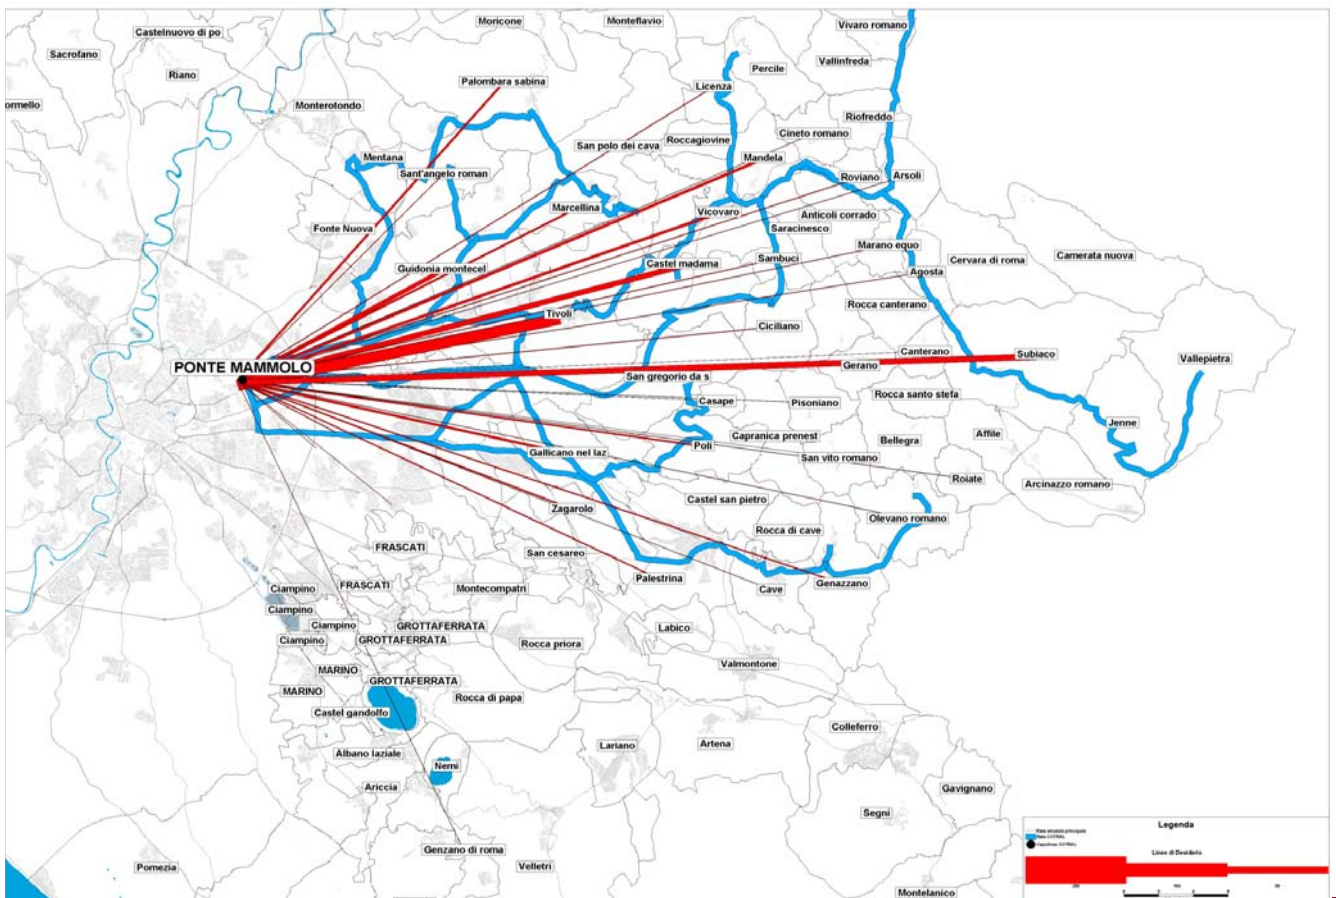 Moricone
Monteflavio
Vivaro romano
Castelnuovo di po
Sacrofano
Riano
Percile
Vallinfreda
Palombara sabina
Licenza
ormello
Monterotondo
Riofreddo
San polo dei cava
Roccagiovine
Cineto romano
Mentana
Mandela
Sant'angelo roman
Roviano
Arsoli
Marcellina
Vicovaro
Anticoli corrado
Fonte Nuova
Saracinesco
Marano equo
Camerata nuova
Guidonia montecel
Castel madama
Sambuci
Cervara di roma
Agosta
Rocca canterano
Tivoli
Ciciliano
Canterano
Subiaco
Vallepietra
PONTE MAMMOLO
Gerano
San gregorio da s
Rocca santo stefa
Casape
Pisoniano
Jenne
Capranica prenest
Affile
Bellegra
Poli
Gallicano nel laz
San vito romano
Roiate
Arcinazzo romano
Castel san pietro
Zagarolo
Olevano romano
Rocca di cave
FRASCATI
San cesareo
Palestrina
Genazzano
FRASCATI
Montecompatri
Cave
Ciampino
Ciampino
Ciampino
GROTTAFERRATA
Labico
Ciampino
GROTTAFERRATA
Rocca priora
Valmontone
MARINO
GROTTAFERRATA
MARINO
Rocca di papa
Castel gandolfo
Colleferro
Lariano
Artena
Albano laziale
Nemi
Ariccia
Gavignano
Segni
Legenda
Rete stradale principale
Rete COTRAL
Capolinea COTRAL
Linee di Desiderio
Genzano di roma
Pomezia
Velletri
Montelanico